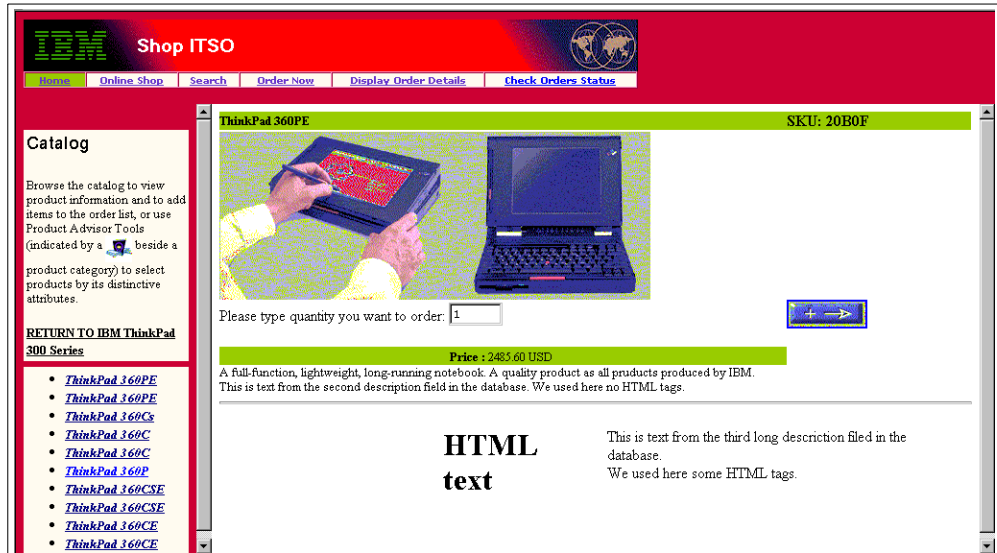 IBM
Shop ITSO
Home Online Shop Search Order Now Display Order Details Check Orders Status
Catalog
Browse the catalog to view
product information and to add
items to the order list, or use
Product Advisor Tools
(indicated by a beside a
product category) to select
products by its distinctive
attributes.
RETURN TO IBM ThinkPad
300 Series
ThinkPad 360PE
ThinkPad 360PE
ThinkPad 360Cs
ThinkPad 360C
ThinkPad 360C
ThinkPad 360P
ThinkPad 360CSE
ThinkPad 360CSE
ThinkPad 360CE
ThinkPad 360CE
ThinkPad 360PE SKU: 20B0F
Please type quantity you want to order: 1
Price : 2485.60 USD
A full-function, lightweight, long-running notebook. A quality product as all pruducts produced by IBM.
This is text from the second description field in the database. We used here no HTML tags.
HTML
text
This is text from the third long descriction filed in the
database.
We used here some HTML tags.